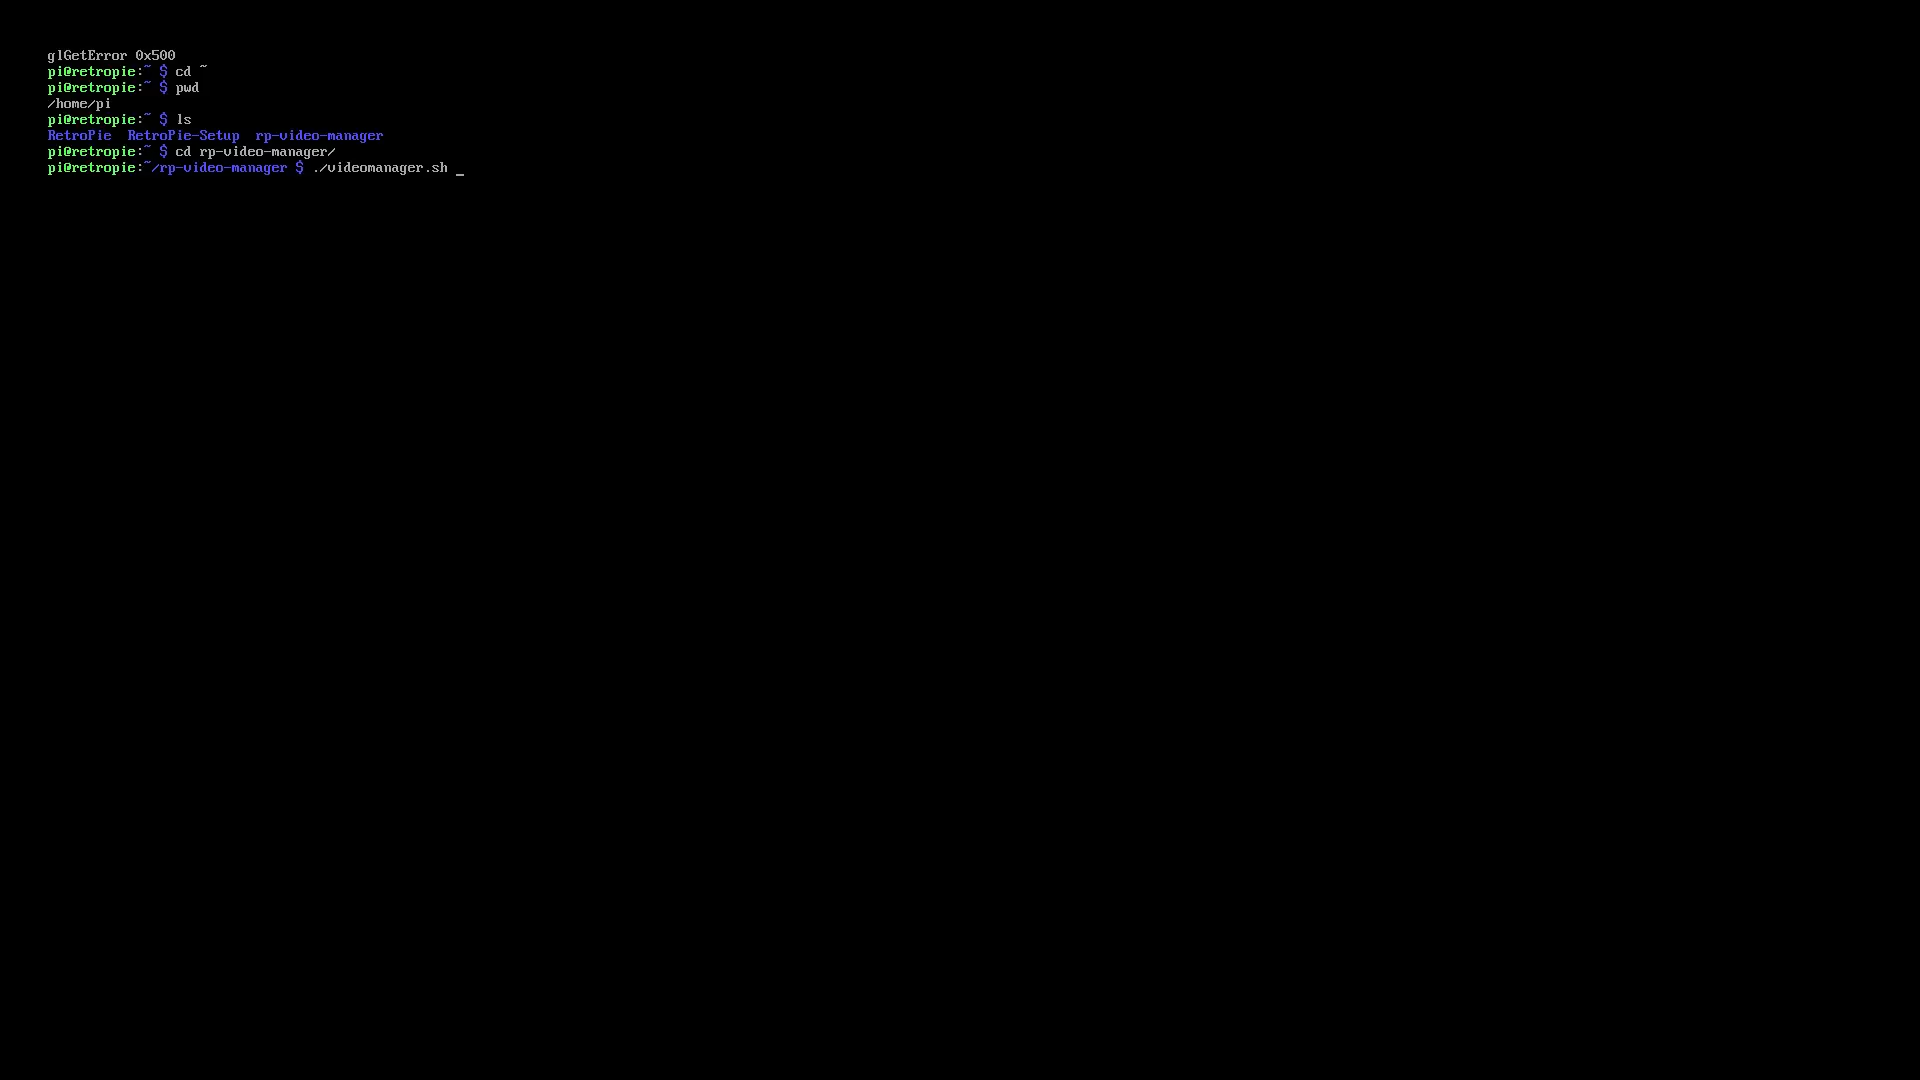 glGetError 0x500
pi@retropie:~ $ cd ~
pi@retropie:~ $ pwd
/home/pi
pi@retropie:~ $ ls
RetroPie  RetroPie-Setup  rp-video-manager
pi@retropie:~ $ cd rp-video-manager/
pi@retropie:~/rp-video-manager $ ./videomanager.sh _